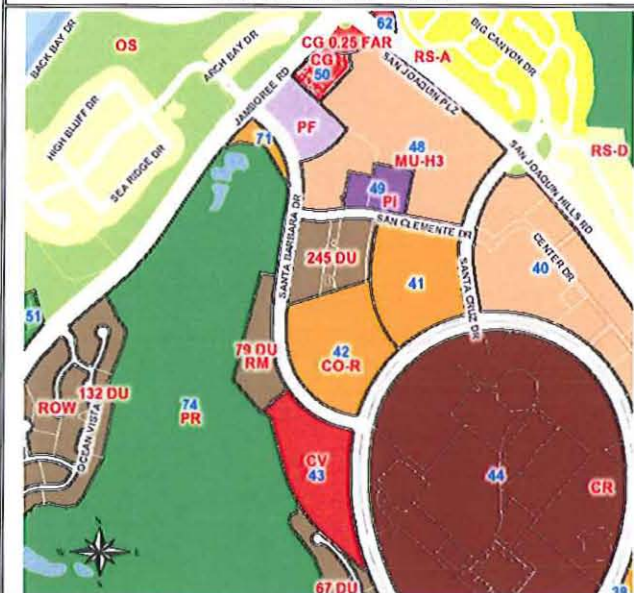 62
BACK BAY DR
OS
ARCH BAY DR
CG 0.25 FAR
CG
50
RS-A
BIG CANYON DR
SAN JOAQUIN PLZ
JAMBOREE RD
HIGH BLUFF DR
SEA RIDGE DR
PF
71
48
MU-H3
SAN JOAQUIN HILLS RD
RS-D
49
PI
SAN CLEMENTE DR
SANTA BARBARA DR
245 DU
41
SANTA CRUZ DR
CENTER DR
40
51
79 DU
RM
42
CO-R
ROW
132 DU
OCEAN VISTA
74
PR
CV
43
44
CR
N
W
E
S
67 DU
39